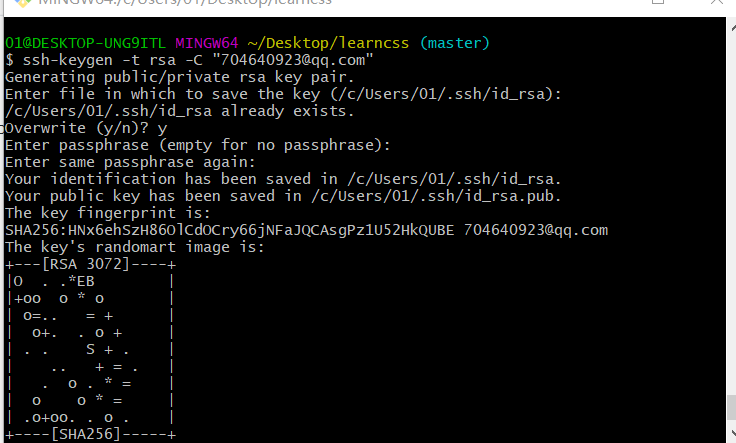 MINGW64:/c/Users/01/Desktop/learncss
01@DESKTOP-UNG9ITL MINGW64 ~/Desktop/learncss (master)
$ ssh-keygen -t rsa -C "704640923@qq.com"
Generating public/private rsa key pair.
Enter file in which to save the key (/c/Users/01/.ssh/id_rsa):
/c/Users/01/.ssh/id_rsa already exists.
Overwrite (y/n)? y
Enter passphrase (empty for no passphrase):
Enter same passphrase again:
Your identification has been saved in /c/Users/01/.ssh/id_rsa.
Your public key has been saved in /c/Users/01/.ssh/id_rsa.pub.
The key fingerprint is:
SHA256:HNx6ehSzH86OlCdOCry66jNFaJQCAsgPz1U52HkQUBE 704640923@qq.com
The key's randomart image is:
+---[RSA 3072]----+
|O  . .*EB        |
|+oo  o * o       |
| o=..   = +      |
|  o+.  . o +     |
| . .    S + .    |
|    ..   + = .   |
|   .  o . * =    |
|  o    o * =     |
| .o+oo. . o .    |
+----[SHA256]-----+